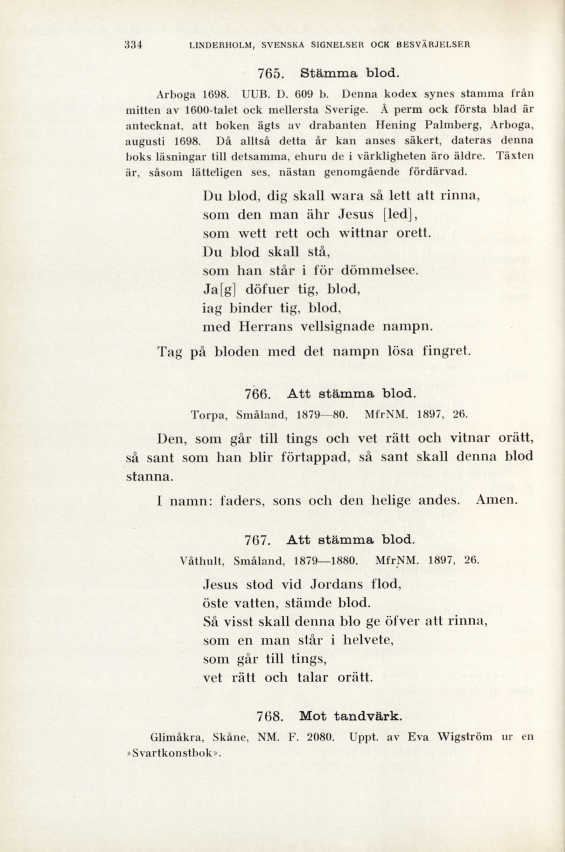 334 LINDERHOLM, SVENSKA SIGNELSER OCK BESVÄRJELSER
765. Stämma blod.
Arboga 1698. UUB. D. 609 b. Denna kodex synes stamma från
mitten av 1600-talet ock mellersta Sverige. Å perm ock första blad är
antecknat, att boken ägts av drabanten Hening Palmberg, Arboga,
augusti 1698. Då alltså detta år kan anses säkert, dateras denna
boks läsningar till detsamma, ehuru de i värkligheten äro äldre. Täxten
är, såsom lätteligen ses, nästan genomgående fördärvad.
Du blod, dig skall wara så lett att rinna,
som den man ähr Jesus [led],
som wett rett och wittnar orett.
Du blod skall stå,
som han står i för dömmelsee.
Ja[g] döfuer tig, blod,
iag binder tig, blod,
med Herrans vellsignade nampn.
Tag på bloden med det nampn lösa fingret.
766. Att stämma blod.
Torpa, Småland, 1879—80. MfrNM. 1897, 26.
Den, som går till tings och vet rätt och vitnar orätt,
så sant som han blir förtappad, så sant skall denna blod
stanna.
I namn: faders, sons och den helige andes. Amen.
767. Att stämma blod.
Våthult, Småland, 1879—1880. MfrNM. 1897, 26.
Jesus stod vid Jordans flod,
öste vatten, stämde blod.
Så visst skall denna blo ge öfver att rinna,
som en man står i helvete,
som går till tings,
vet rätt och talar orätt.
768. Mot tandvärk.
Glimåkra, Skåne, NM. F. 2080. Uppt. av Eva Wigström ur en
»Svartkonstbok».